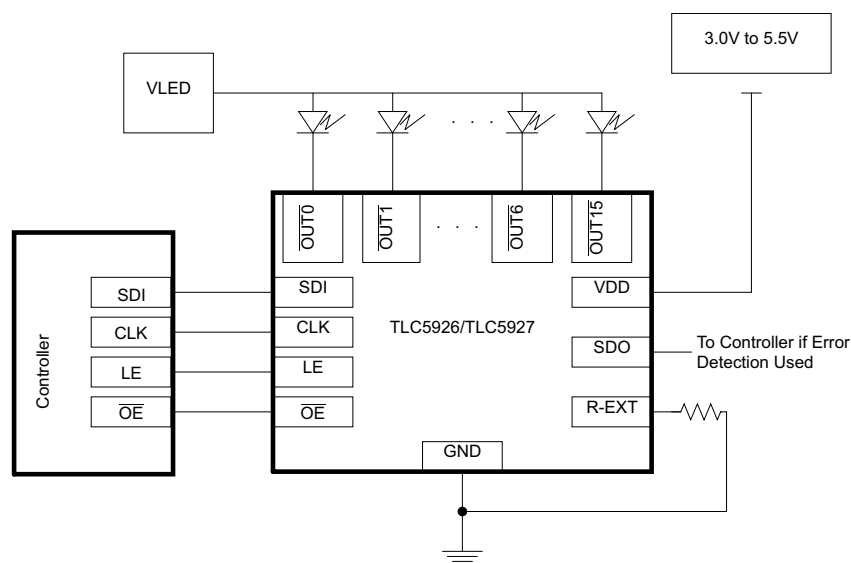 3.0V to 5.5V
VLED
. . .
OUT0
OUT1
. . .
OUT6
OUT15
Controller
SDI
CLK
LE
OE
SDI
CLK
LE
OE
TLC5926/TLC5927
VDD
SDO
R-EXT
GND
To Controller if Error
Detection Used